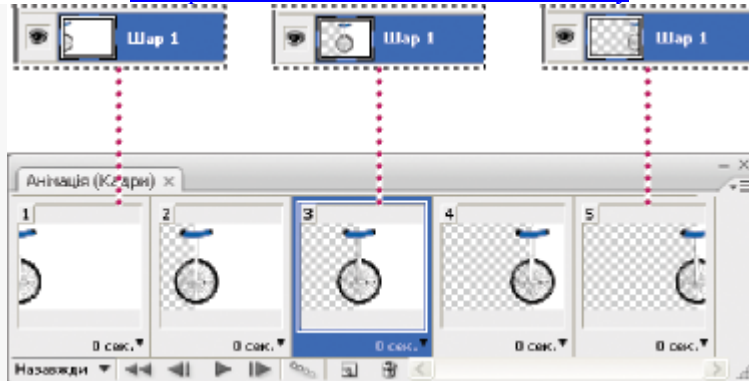 Шар 1
Шар 1
Шар 1
Анімація (Кадри)
1 2 3 4 5
0 сек. 0 сек. 0 сек. 0 сек. 0 сек.
Назавжди